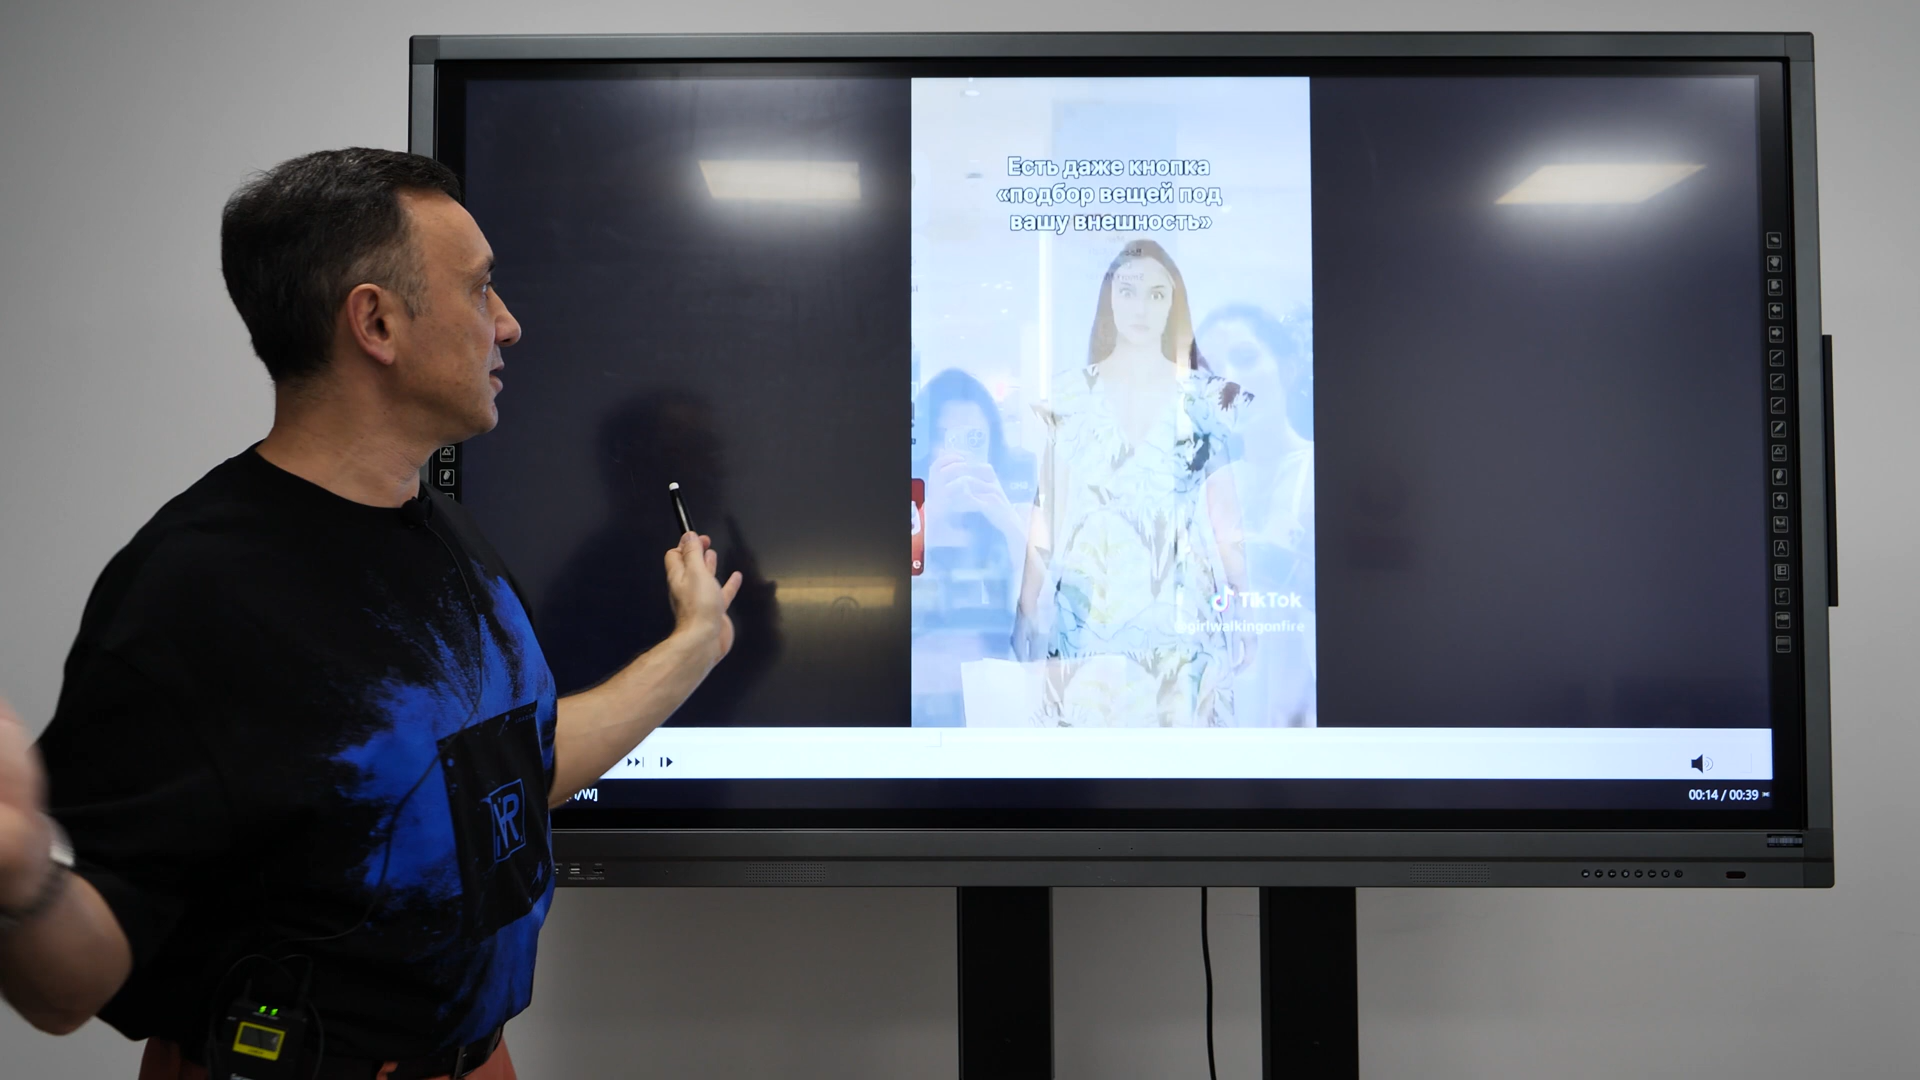 Есть даже кнопка
«подбор вещей под
вашу внешность»
TikTok
@girlwalkingonfire
00:14 / 00:39